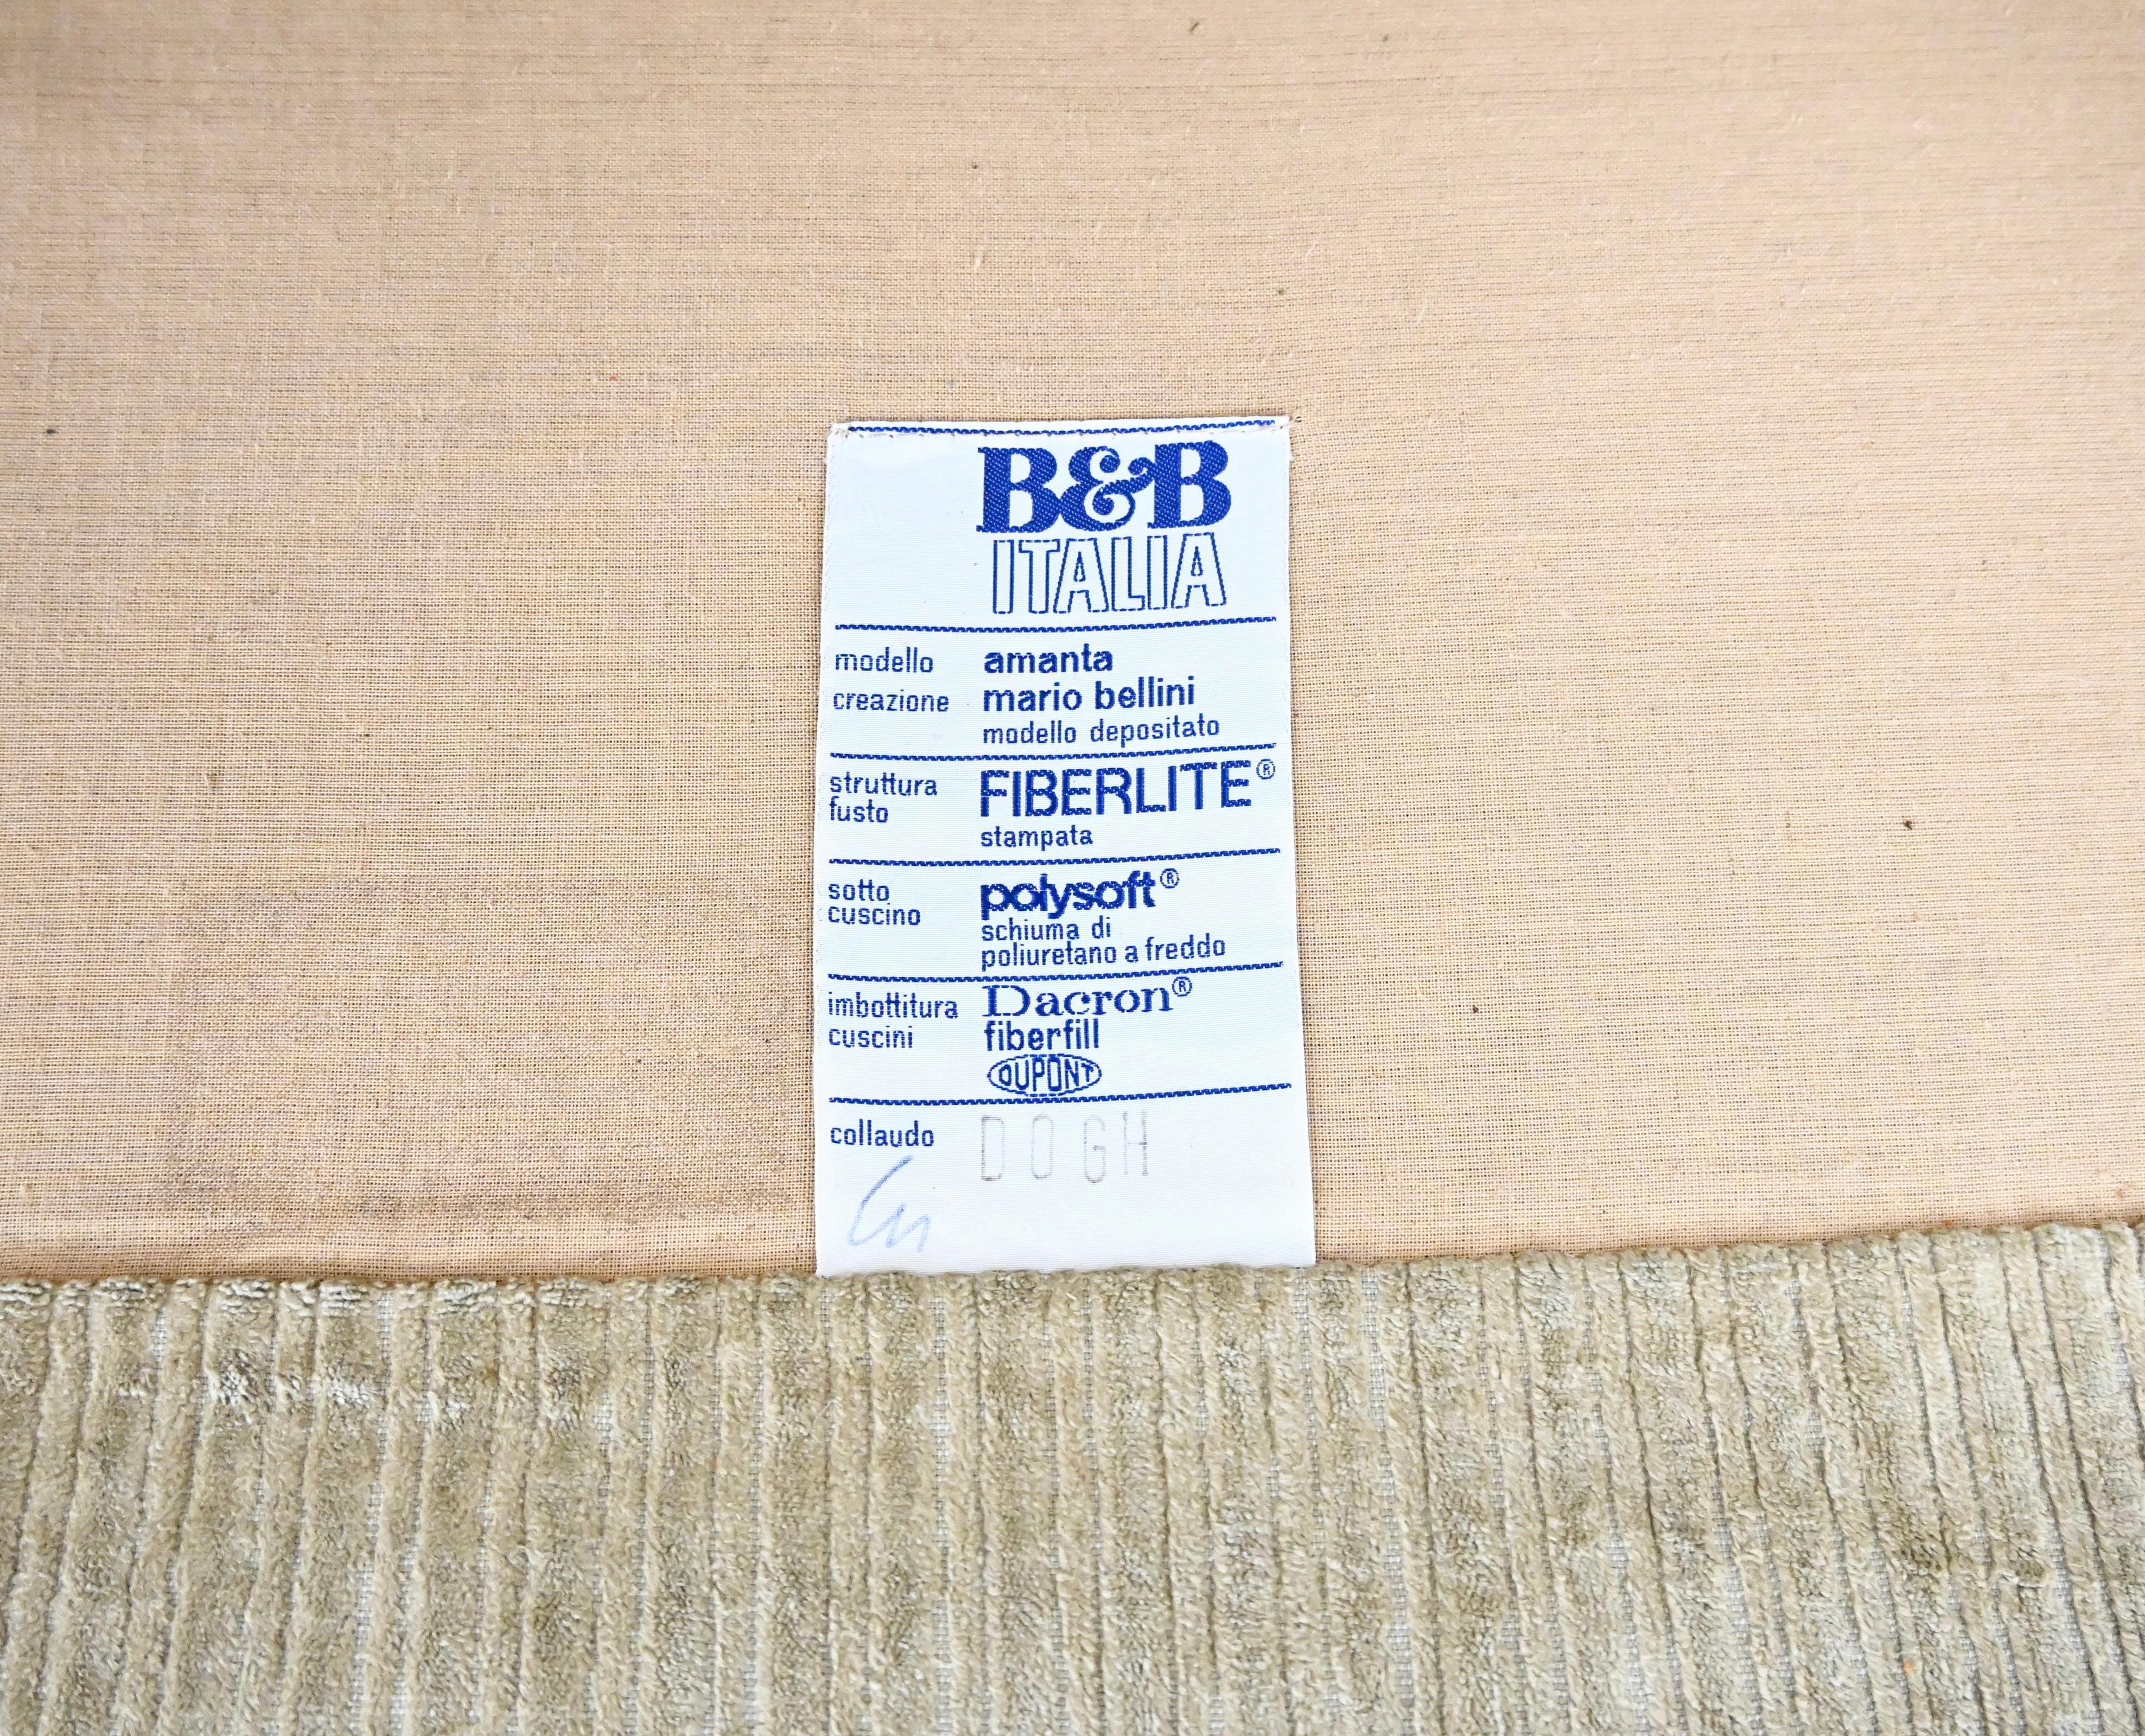 B&B
ITALIA
modello amanta
creazione mario bellini
modello depositato
struttura fusto FIBERLITE®
stampata
sotto cuscino polysoft®
schiuma di
poliuretano a freddo
imbottitura Dacron®
cuscini fiberfill
DUPONT
collaudo DOGH